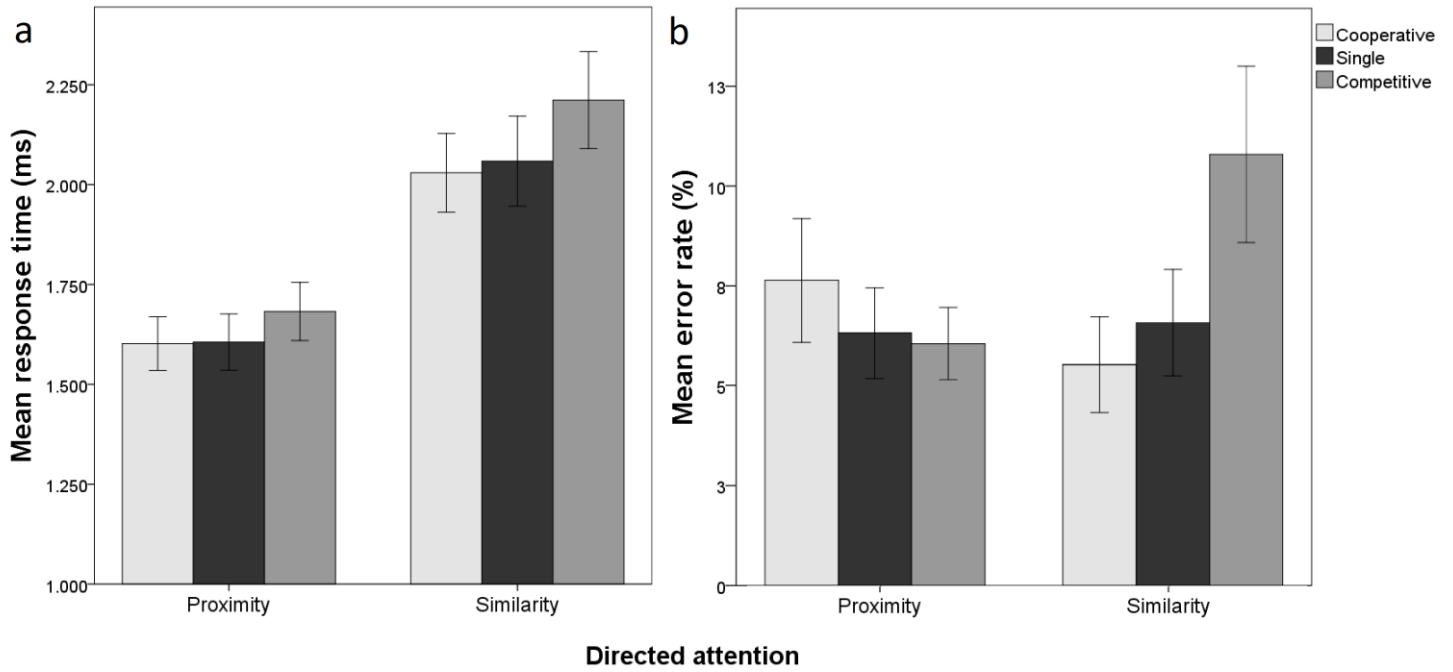 a
Mean response time (ms)
2.250
2.000
1.750
1.500
1.250
1.000
Proximity
Similarity
b
Mean error rate (%)
13
10
8
5
3
0
Proximity
Similarity
Cooperative
Single
Competitive
Directed attention